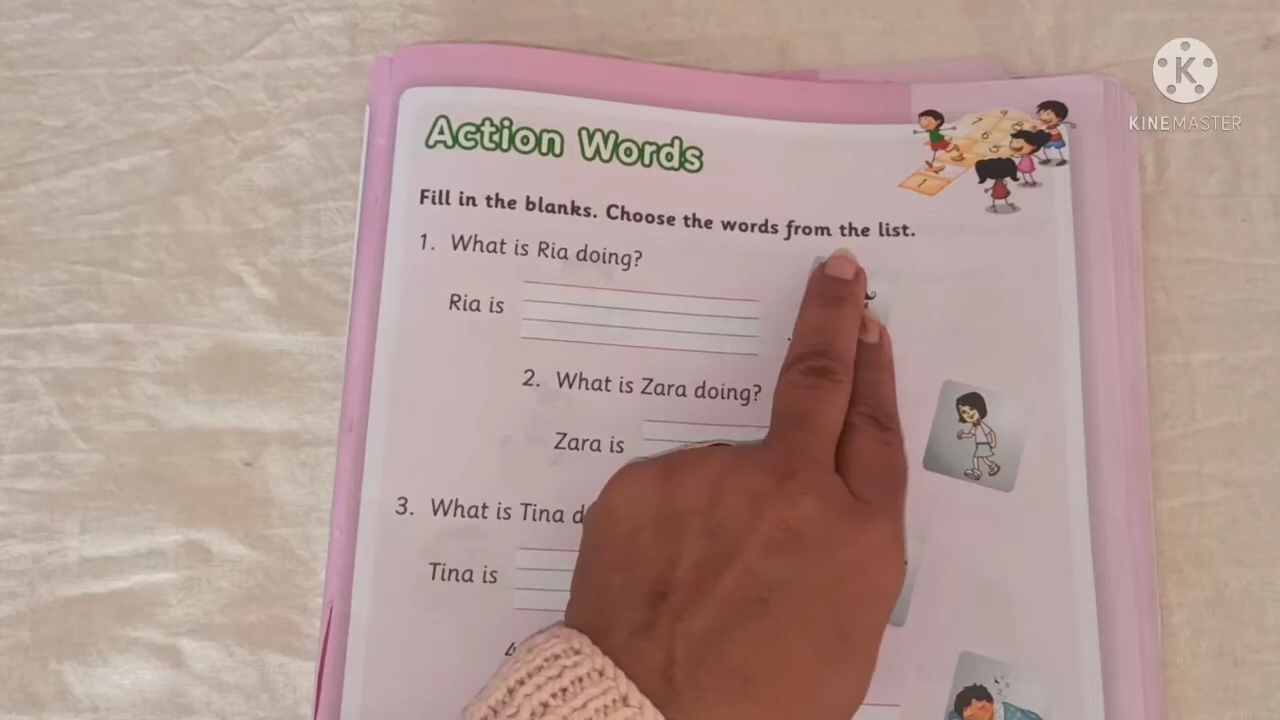 Action Words
Fill in the blanks. Choose the words from the list.
1. What is Ria doing?
Ria is
2. What is Zara doing?
Zara is
3. What is Tina
Tina is
K
KINEMASTER